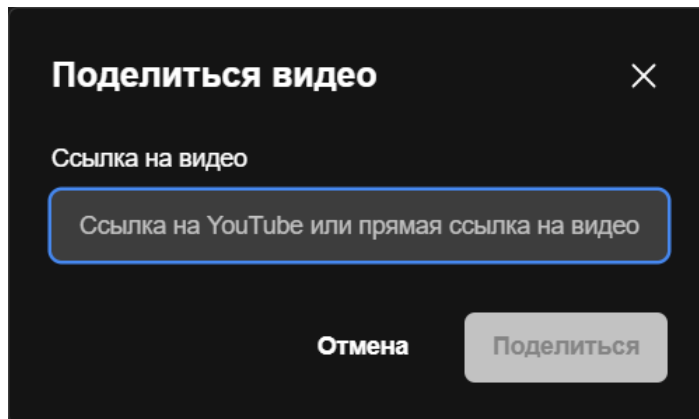 Поделиться видео
Ссылка на видео
Ссылка на YouTube или прямая ссылка на видео
Отмена
Поделиться